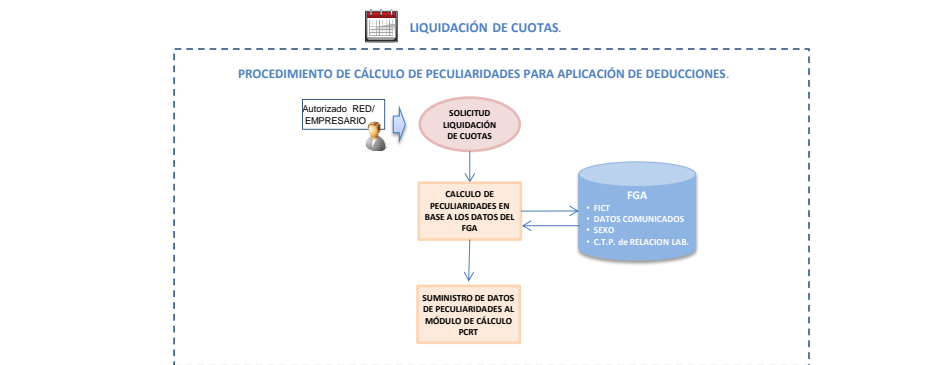 LIQUIDACIÓN DE CUOTAS.
PROCEDIMIENTO DE CÁLCULO DE PECULIARIDADES PARA APLICACIÓN DE DEDUCCIONES.
Autorizado RED/
EMPRESARIO
SOLICITUD
LIQUIDACIÓN
DE CUOTAS
CALCULO DE
PECULIARIDADES EN
BASE A LOS DATOS DEL
FGA
FGA
• FICT
• DATOS COMUNICADOS
• SEXO
• C.T.P. de RELACION LAB.
SUMINISTRO DE DATOS
DE PECULIARIDADES AL
MÓDULO DE CÁLCULO
PCRT